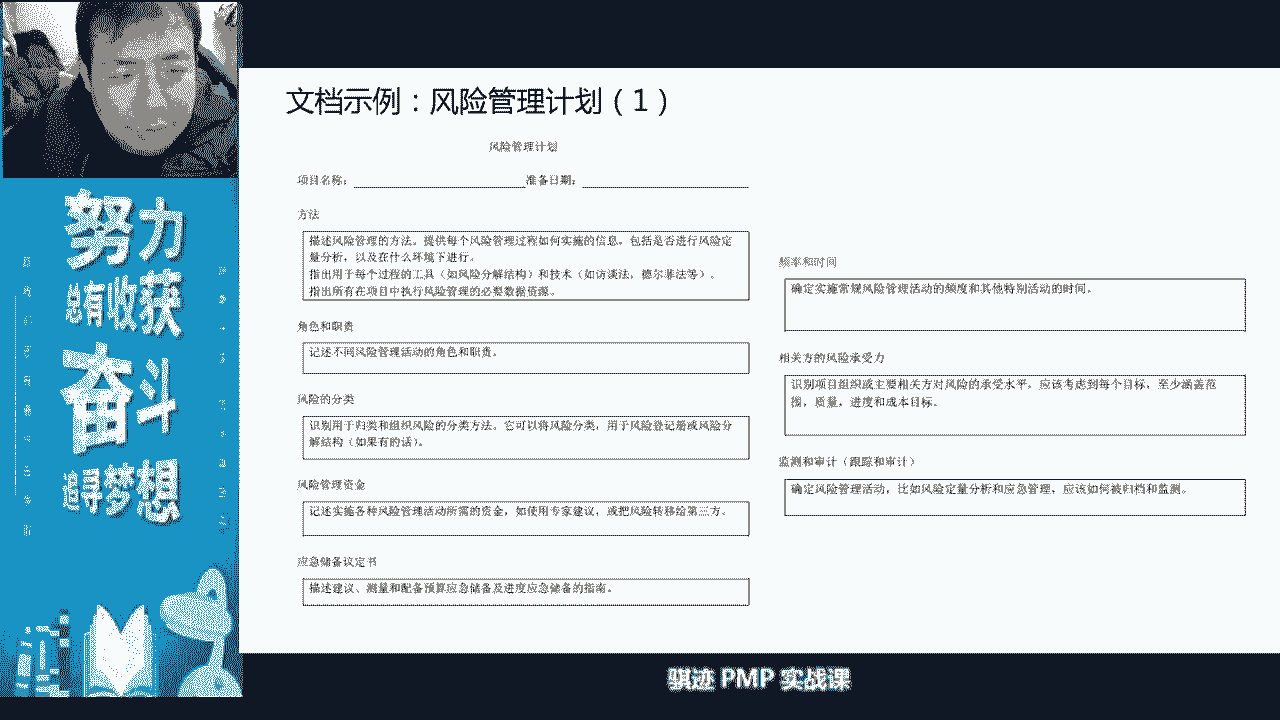 努力
总有收获
奋斗
追寻梦想
文档示例：风险管理计划（1）
风险管理计划
项目名称： 准备日期：
方法
描述风险管理的方法。提供每个风险管理过程如何实施的信息，包括是否进行风险定
量分析，以及在什么环境下进行。
指出用于每个过程的工具（如风险分解结构）和技术（如访谈法，德尔菲法等）。
指出所有在项目中执行风险管理的必要数据资源。
角色和职责
记述不同风险管理活动的角色和职责。
风险的分类
识别用于归类和组织风险的分类方法。它可以将风险分类，用于风险登记册或风险分
解结构（如果有的话）。
风险管理资金
记述实施各种风险管理活动所需的资金，如使用专家建议，或把风险转移给第三方。
应急储备议定书
描述建议、测量和配备预算应急储备及进度应急储备的指南。
频率和时间
确定实施常规风险管理活动的频度和其他特别活动的时间。
相关方的风险承受力
识别项目组织或主要相关方对风险的承受水平。应该考虑到每个目标，至少涵盖范
围，质量，进度和成本目标。
监测和审计（跟踪和审计）
确定风险管理活动，比如风险定量分析和应急管理，应该如何被归档和监测。
骐迹 PMP 实战课